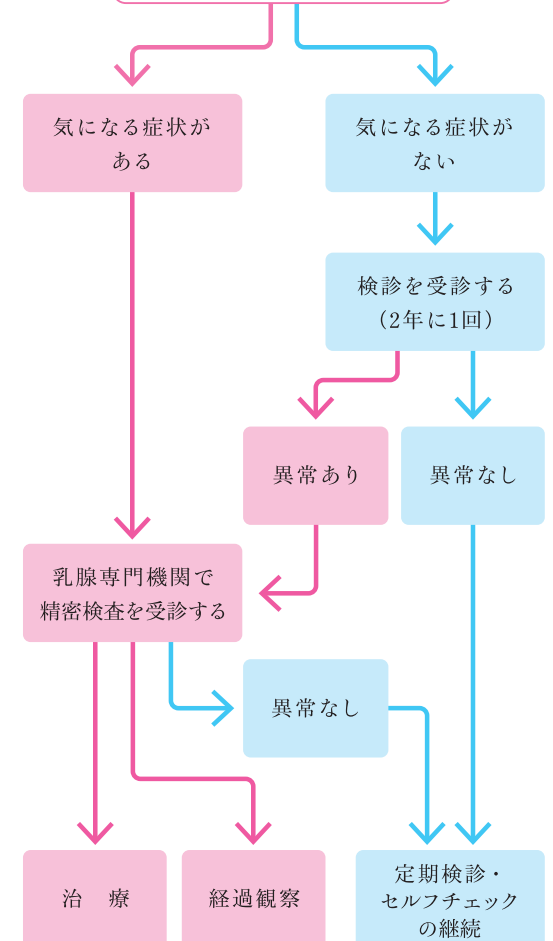 気になる症状が
ある
気になる症状が
ない
検診を受診する
（2年に1回）
異常あり
異常なし
乳腺専門機関で
精密検査を受診する
異常なし
治　療
経過観察
定期検診・
セルフチェック
の継続